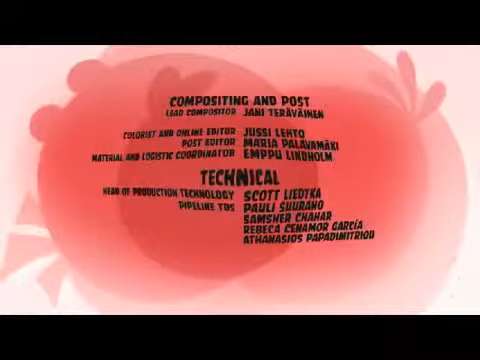 COMPOSITING AND POST
LEAD COMPOSITOR JANI TERÄVÄINEN
COLORIST AND ONLINE EDITOR JUSSI LEHTO
POST EDITOR MARIA PALAVAMÄKI
MATERIAL AND LOGISTIC COORDINATOR EMPPU LINDHOLM
TECHNICAL
HEAD OF PRODUCTION TECHNOLOGY SCOTT LIEDTKA
PIPELINE TDS PAULI SUURAHO
SAMSHER CHAHAR
REBECA CENAMOR GARCÍA
ATHANASIOS PAPADIMITRIOU